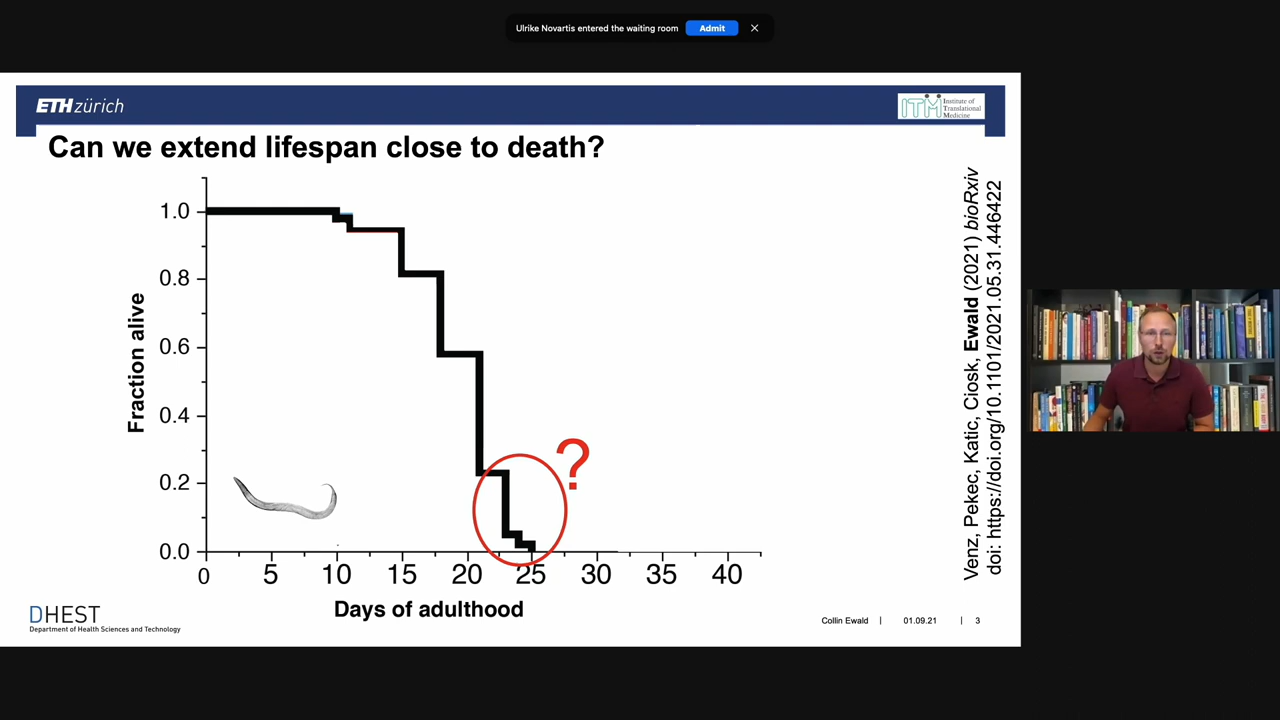 Ulrike Novartis entered the waiting room Admit
ETH zürich
ITM Institute of
Translational
Medicine
Can we extend lifespan close to death?
Fraction alive
1.0
0.8
0.6
0.4
0.2
0.0
?
0 5 10 15 20 25 30 35 40
Days of adulthood
Venz, Pekec, Katic, Ciosk, Ewald (2021) bioRxiv
doi: https://doi.org/10.1101/2021.05.31.446422
DHEST
Department of Health Sciences and Technology
Collin Ewald | 01.09.21 | 3